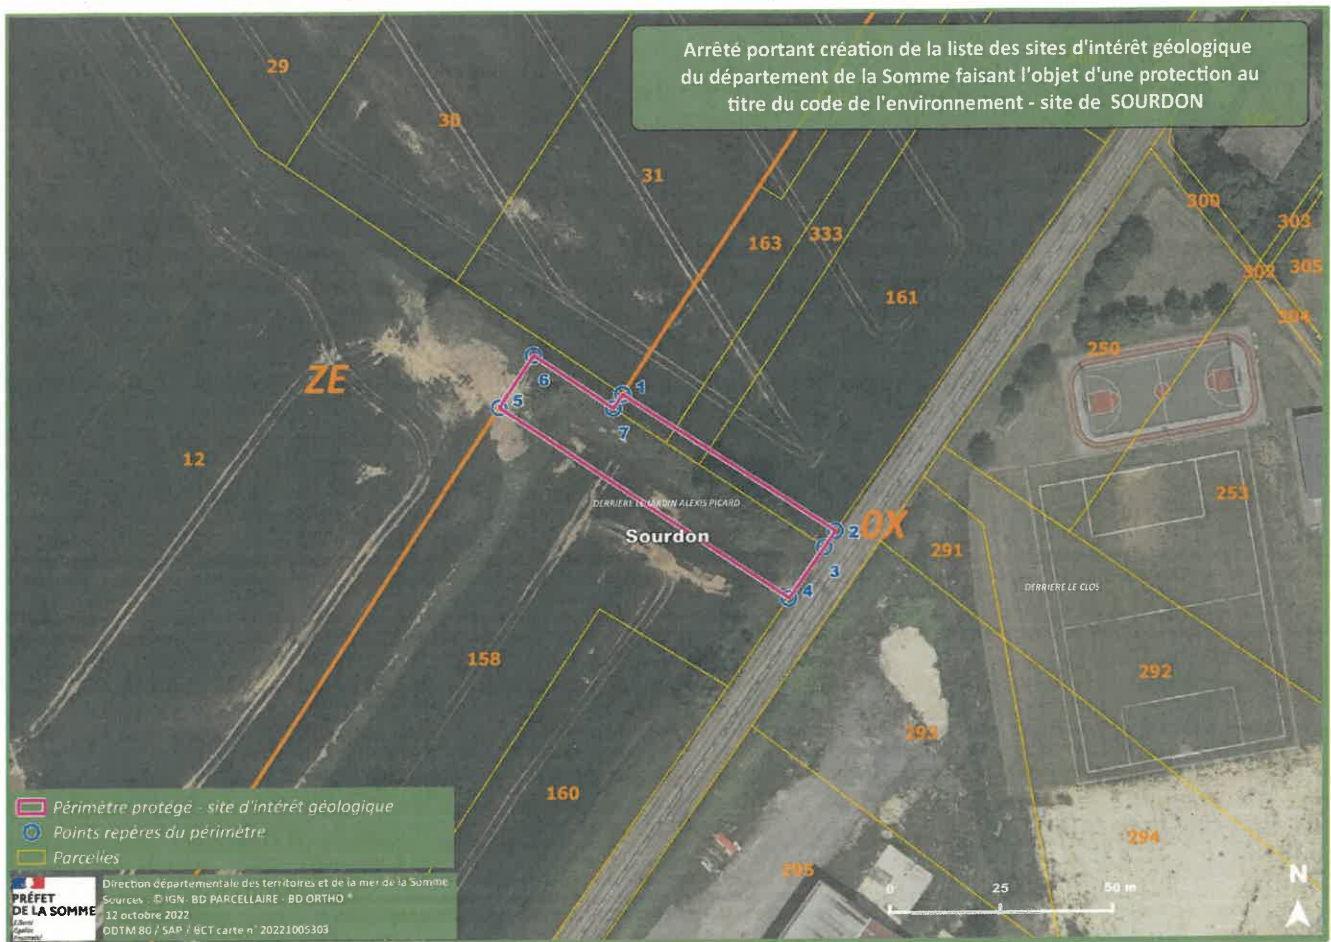 Arrêté portant création de la liste des sites d'intérêt géologique
du département de la Somme faisant l'objet d'une protection au
titre du code de l'environnement - site de SOURDON
29
30
31
163
333
161
300
303
302
305
304
250
ZE
6
1
5
7
12
DERRIERE LE JARDIN ALEXIS PICARD
Sourdon
2
OX
3
4
291
253
DERRIERE LE CLOS
158
292
293
160
294
295
Périmètre protégé - site d'intérêt géologique
Points repères du périmètre
Parcelles
PRÉFET
DE LA SOMME
Liberté
Égalité
Fraternité
Direction départementale des territoires et de la mer de la Somme
Sources : © IGN- BD PARCELLAIRE - BD ORTHO ®
12 octobre 2022
DDTM 80 / SAP / BCT carte n° 20221005303
0 25 50 m
N